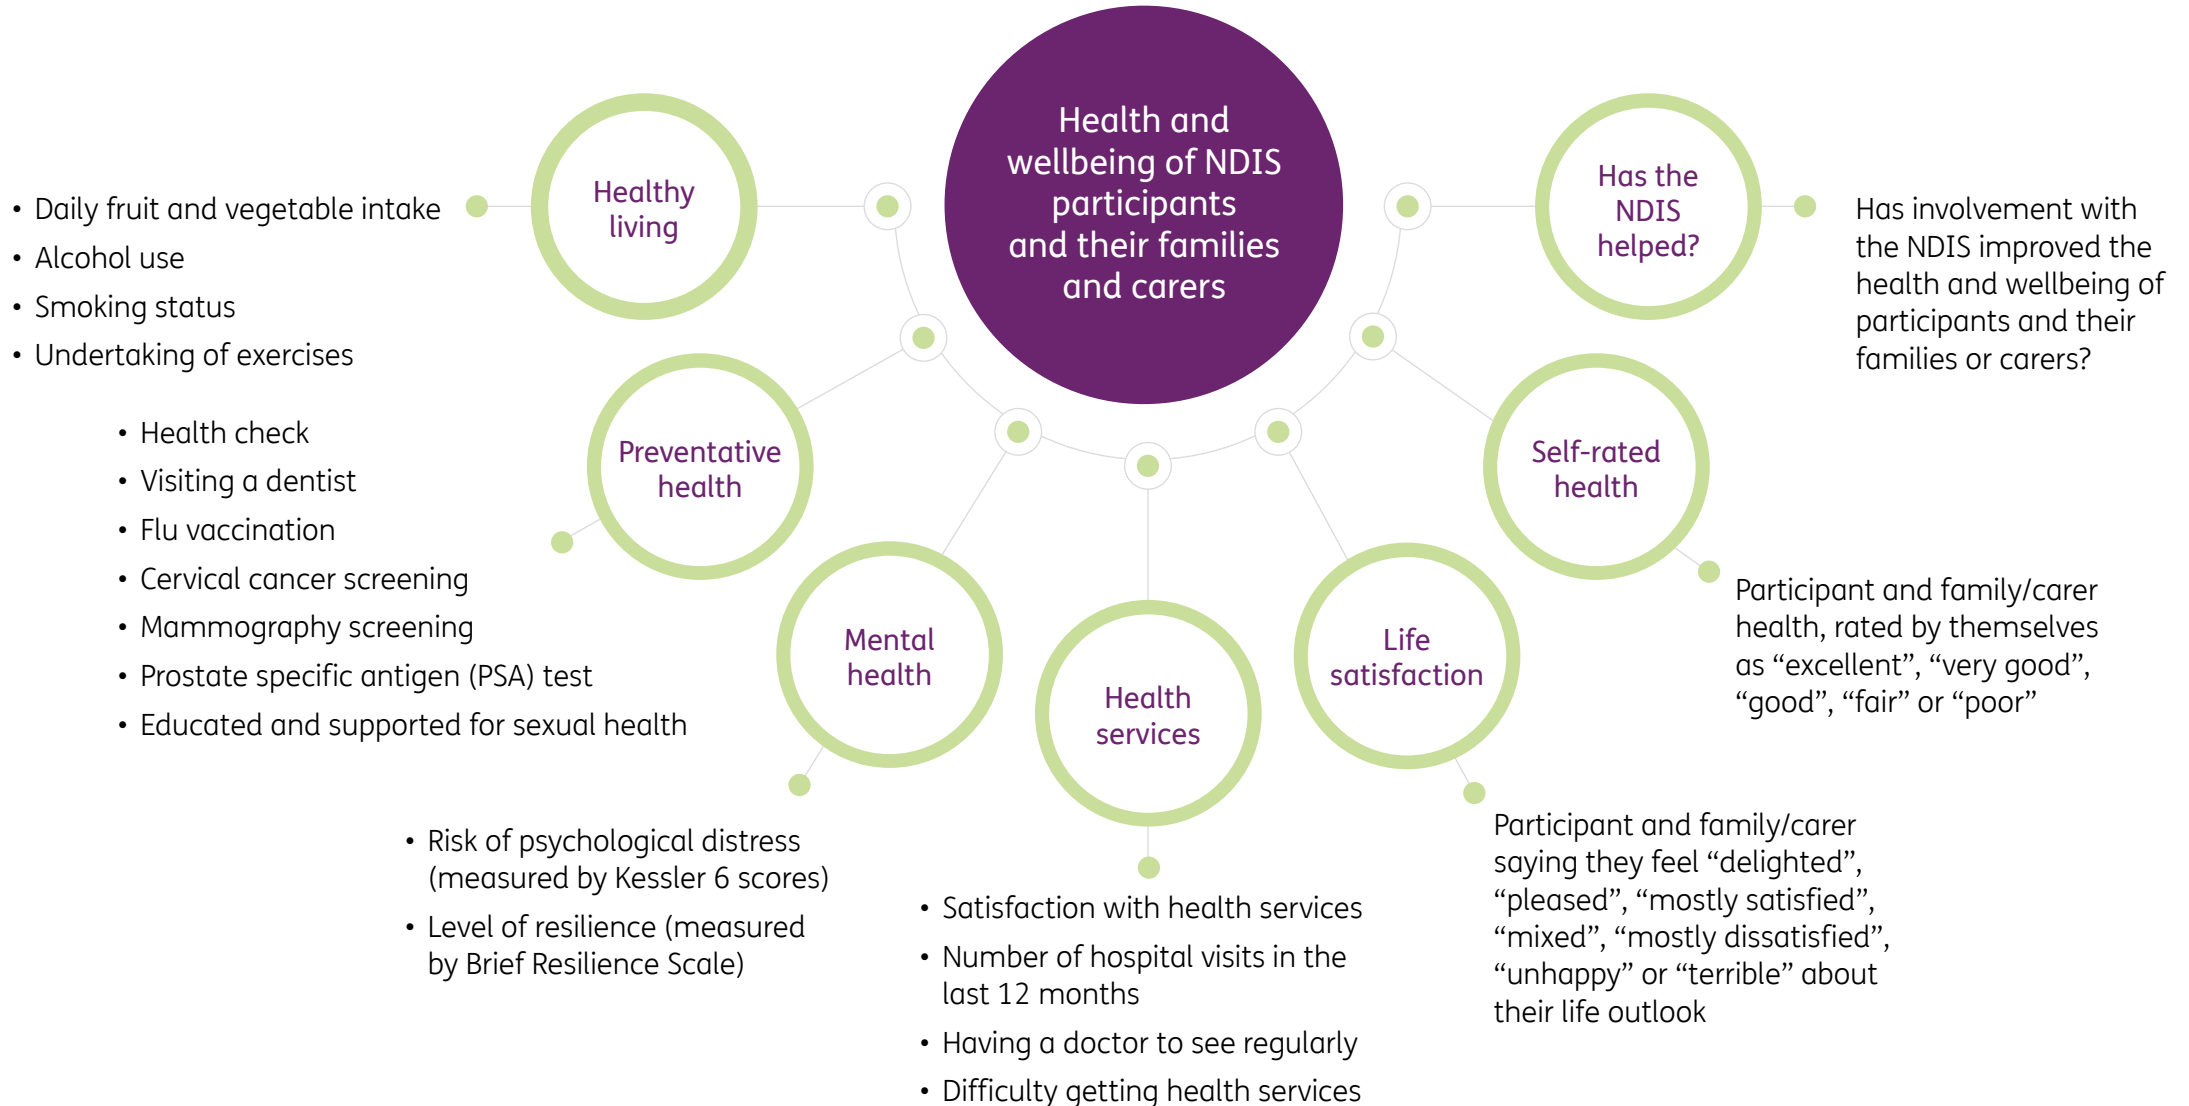 Health and
wellbeing of NDIS
participants
and their families
and carers
Healthy
living
• Daily fruit and vegetable intake
• Alcohol use
• Smoking status
• Undertaking of exercises
Preventative
health
• Health check
• Visiting a dentist
• Flu vaccination
• Cervical cancer screening
• Mammography screening
• Prostate specific antigen (PSA) test
• Educated and supported for sexual health
Mental
health
• Risk of psychological distress
(measured by Kessler 6 scores)
• Level of resilience (measured
by Brief Resilience Scale)
Health
services
• Satisfaction with health services
• Number of hospital visits in the
last 12 months
• Having a doctor to see regularly
• Difficulty getting health services
Life
satisfaction
Participant and family/carer
saying they feel “delighted”,
“pleased”, “mostly satisfied”,
“mixed”, “mostly dissatisfied”,
“unhappy” or “terrible” about
their life outlook
Self-rated
health
Participant and family/carer
health, rated by themselves
as “excellent”, “very good”,
“good”, “fair” or “poor”
Has the
NDIS
helped?
Has involvement with
the NDIS improved the
health and wellbeing of
participants and their
families or carers?